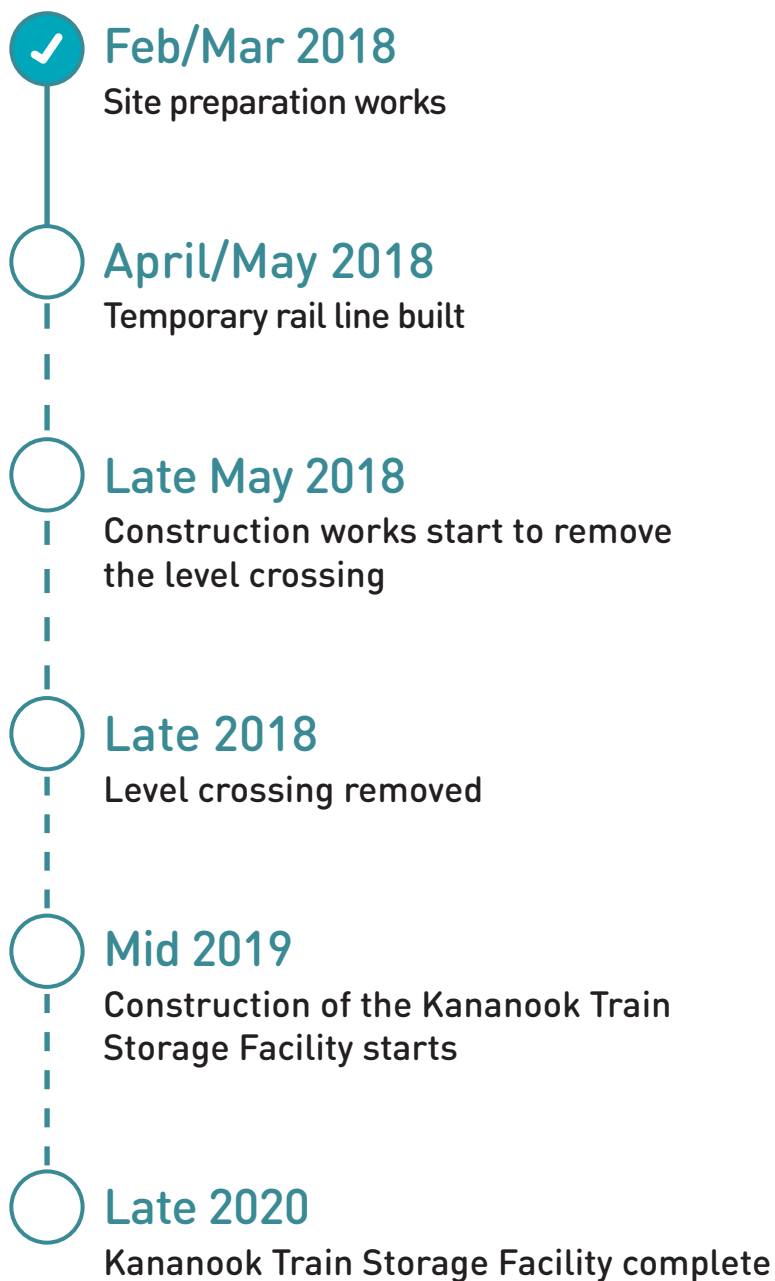 Feb/Mar 2018
Site preparation works
April/May 2018
Temporary rail line built
Late May 2018
Construction works start to remove
the level crossing
Late 2018
Level crossing removed
Mid 2019
Construction of the Kananook Train
Storage Facility starts
Late 2020
Kananook Train Storage Facility complete